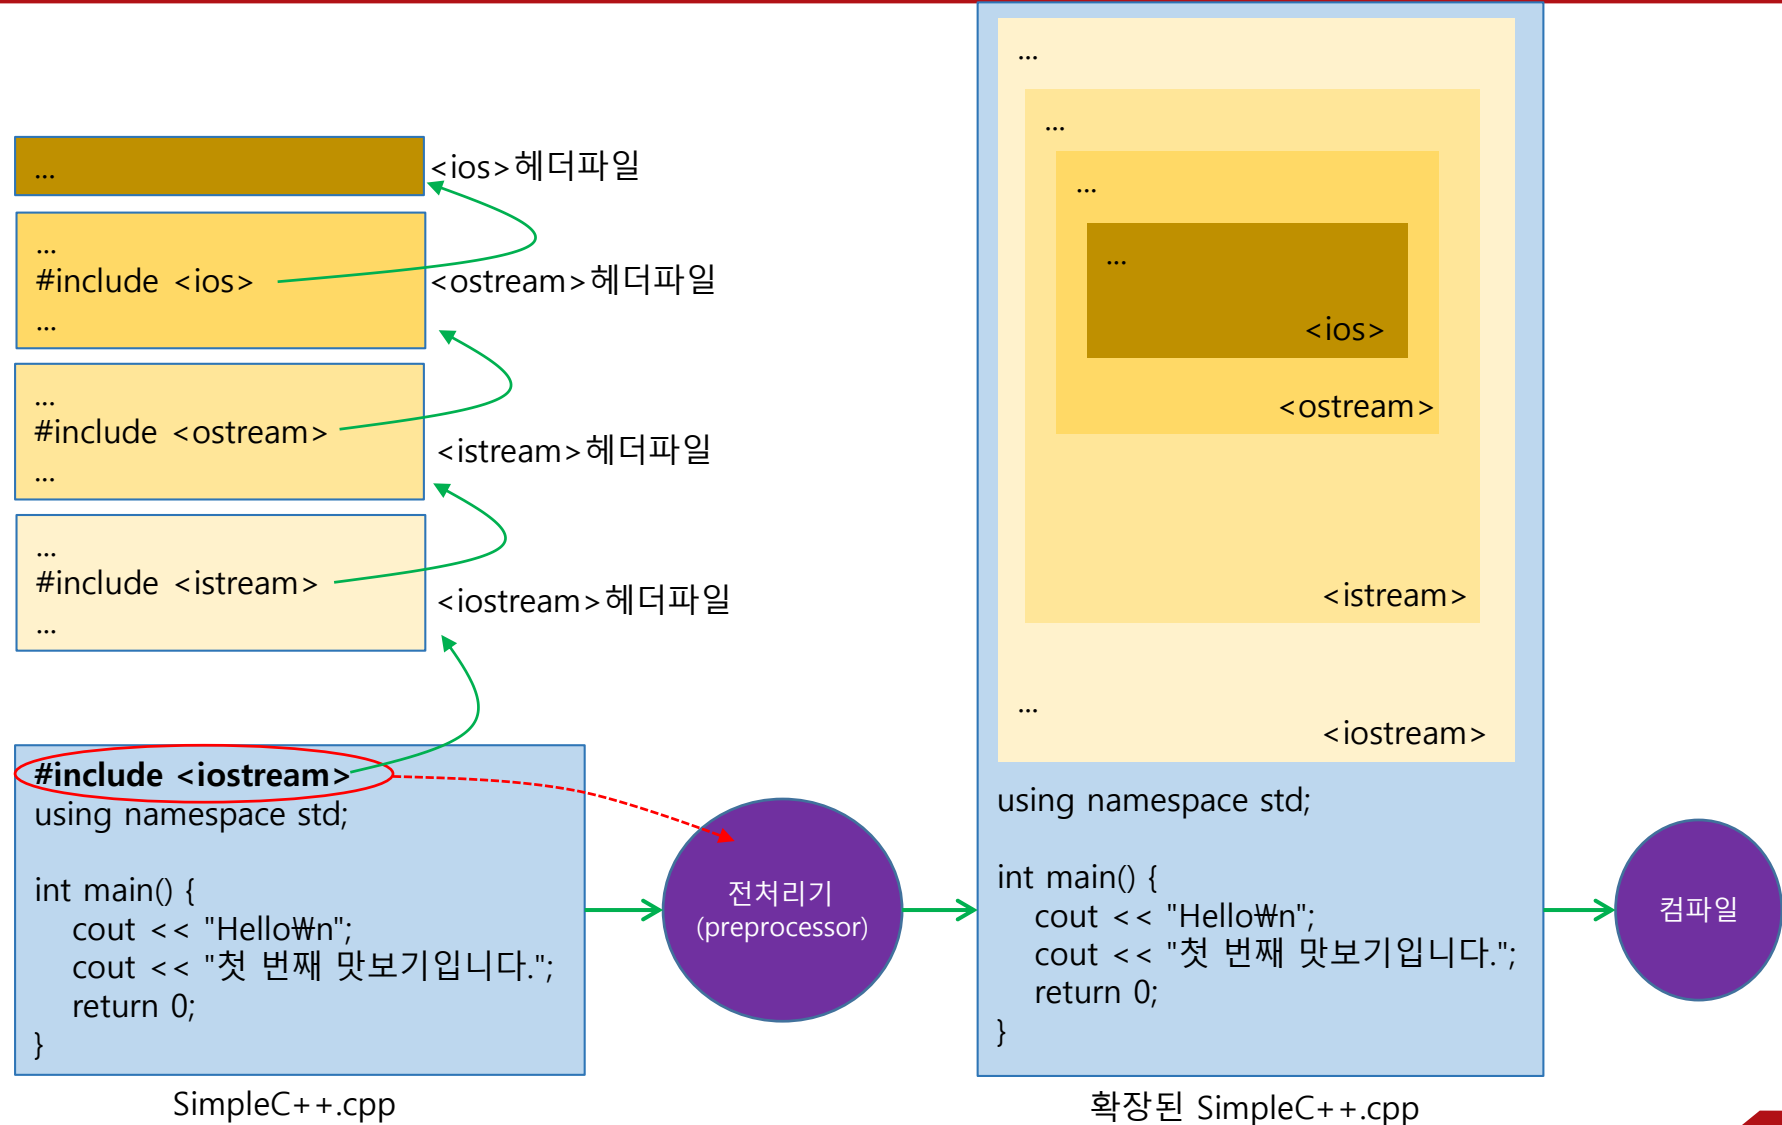 ...
<ios>헤더파일
...
#include <ios>
...
<ostream>헤더파일
...
#include <ostream>
...
<istream>헤더파일
...
#include <istream>
...
<iostream>헤더파일
#include <iostream>
using namespace std;
int main() {
cout << "Hello₩n";
cout << "첫 번째 맛보기입니다.";
return 0;
}
SimpleC++.cpp
전처리기
(preprocessor)
...
...
...
...
<ios>
<ostream>
<istream>
...
<iostream>
using namespace std;
int main() {
cout << "Hello₩n";
cout << "첫 번째 맛보기입니다.";
return 0;
}
확장된 SimpleC++.cpp
컴파일